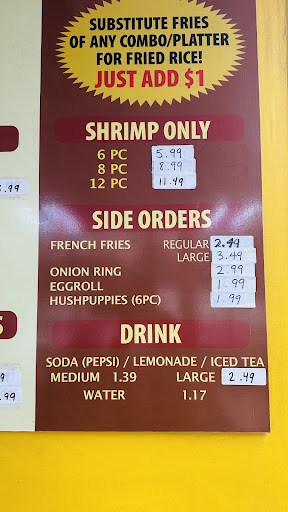 SUBSTITUTE FRIES
OF ANY COMBO/PLATTER
FOR FRIED RICE!
JUST ADD $1
SHRIMP ONLY
6 PC 5.99
8 PC 8.99
12 PC 11.49
SIDE ORDERS
FRENCH FRIES REGULAR 2.49
LARGE 3.49
ONION RING 2.99
EGGROLL 1.99
HUSHPUPPIES (6PC) 1.99
DRINK
SODA (PEPSI) / LEMONADE / ICED TEA
MEDIUM 1.39 LARGE 2.49
WATER 1.17